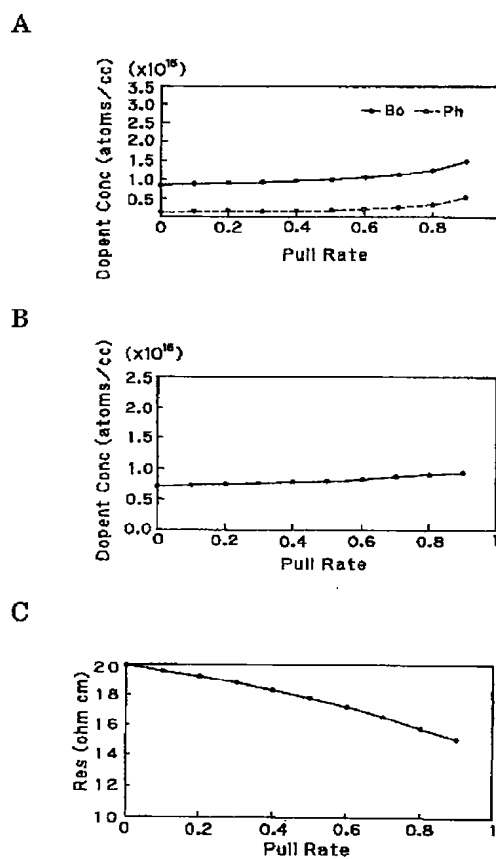 A
(x10¹⁶)
Dopent Conc (atoms/cc)
3.5
3.0
2.5
2.0
1.5
1.0
0.5
Bo Ph
0 0.2 0.4 0.6 0.8
Pull Rate
B
(x10¹⁶)
Dopent Conc (atoms/cc)
2.5
2.0
1.5
1.0
0.5
0.0
0 0.2 0.4 0.6 0.8 1
Pull Rate
C
Res (ohm cm)
20
18
16
14
12
10
0 0.2 0.4 0.6 0.8 1
Pull Rate